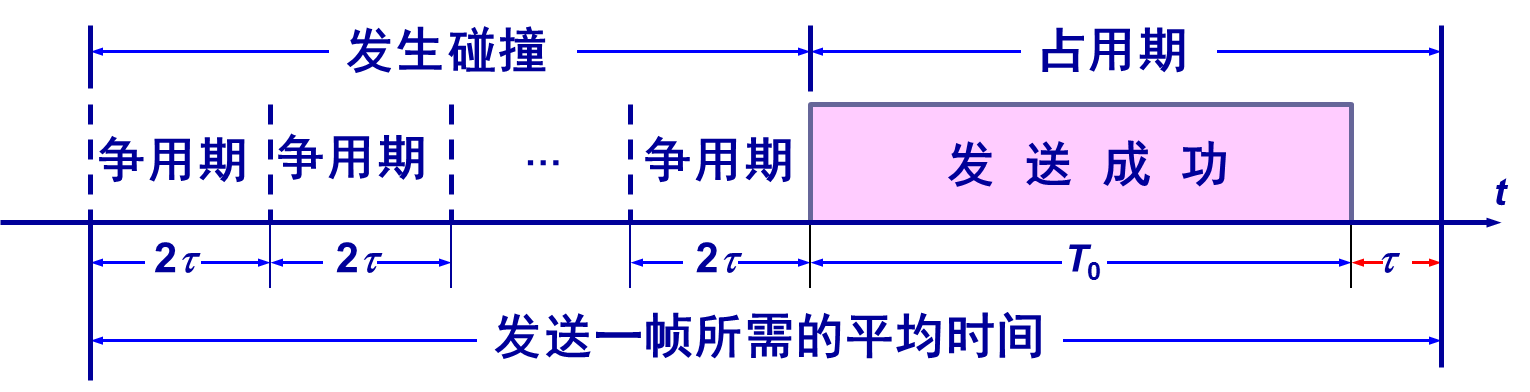 发生碰撞 占用期
争用期 争用期 … 争用期 发送成功
t
2τ 2τ 2τ T₀ τ
发送一帧所需的平均时间